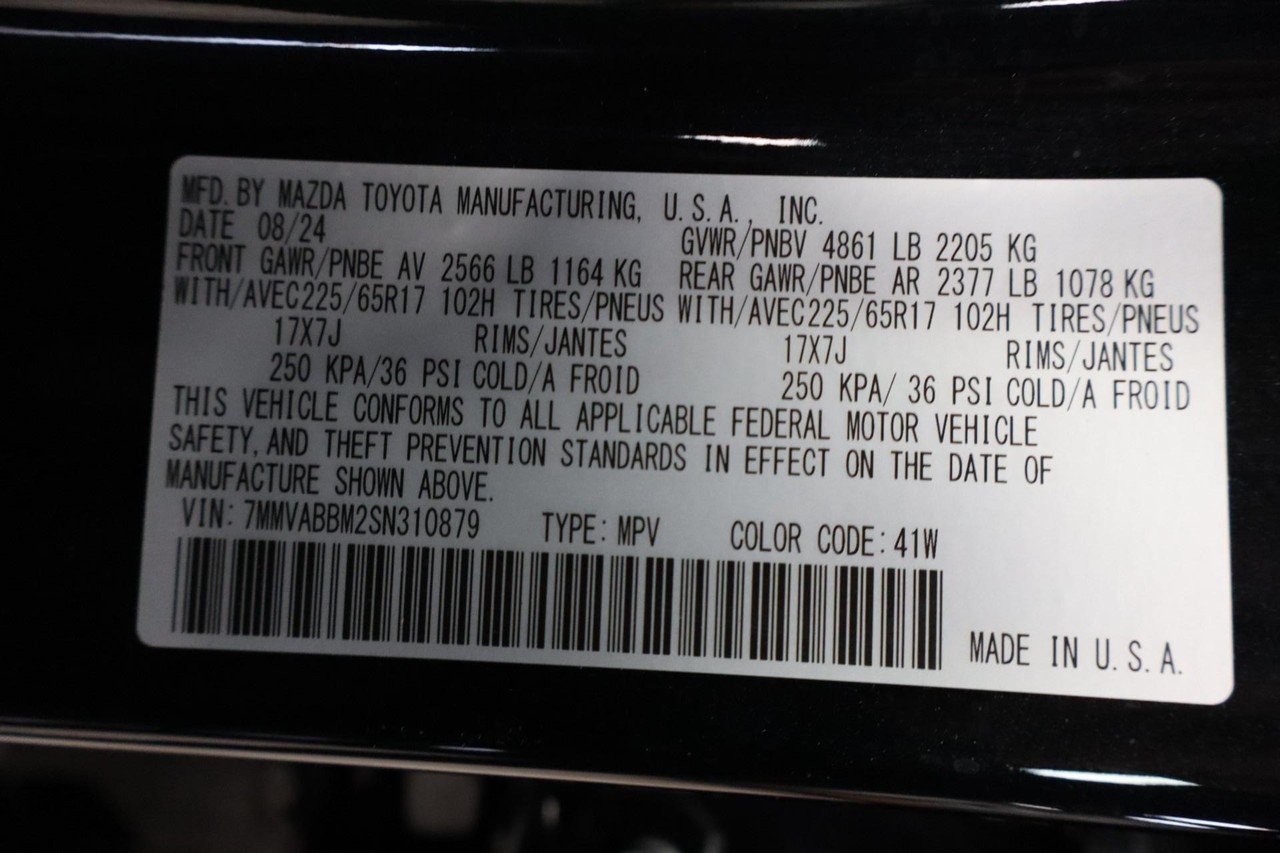 MFD. BY MAZDA TOYOTA MANUFACTURING, U.S.A., INC.
DATE 08/24 GVWR/PNBV 4861 LB 2205 KG
FRONT GAWR/PNBE AV 2566 LB 1164 KG REAR GAWR/PNBE AR 2377 LB 1078 KG
WITH/AVEC225/65R17 102H TIRES/PNEUS WITH/AVEC225/65R17 102H TIRES/PNEUS
17X7J RIMS/JANTES 17X7J RIMS/JANTES
250 KPA/36 PSI COLD/A FROID 250 KPA/ 36 PSI COLD/A FROID
THIS VEHICLE CONFORMS TO ALL APPLICABLE FEDERAL MOTOR VEHICLE
SAFETY, AND THEFT PREVENTION STANDARDS IN EFFECT ON THE DATE OF
MANUFACTURE SHOWN ABOVE.
VIN: 7MMVABBM2SN310879 TYPE: MPV COLOR CODE: 41W
MADE IN U.S.A.